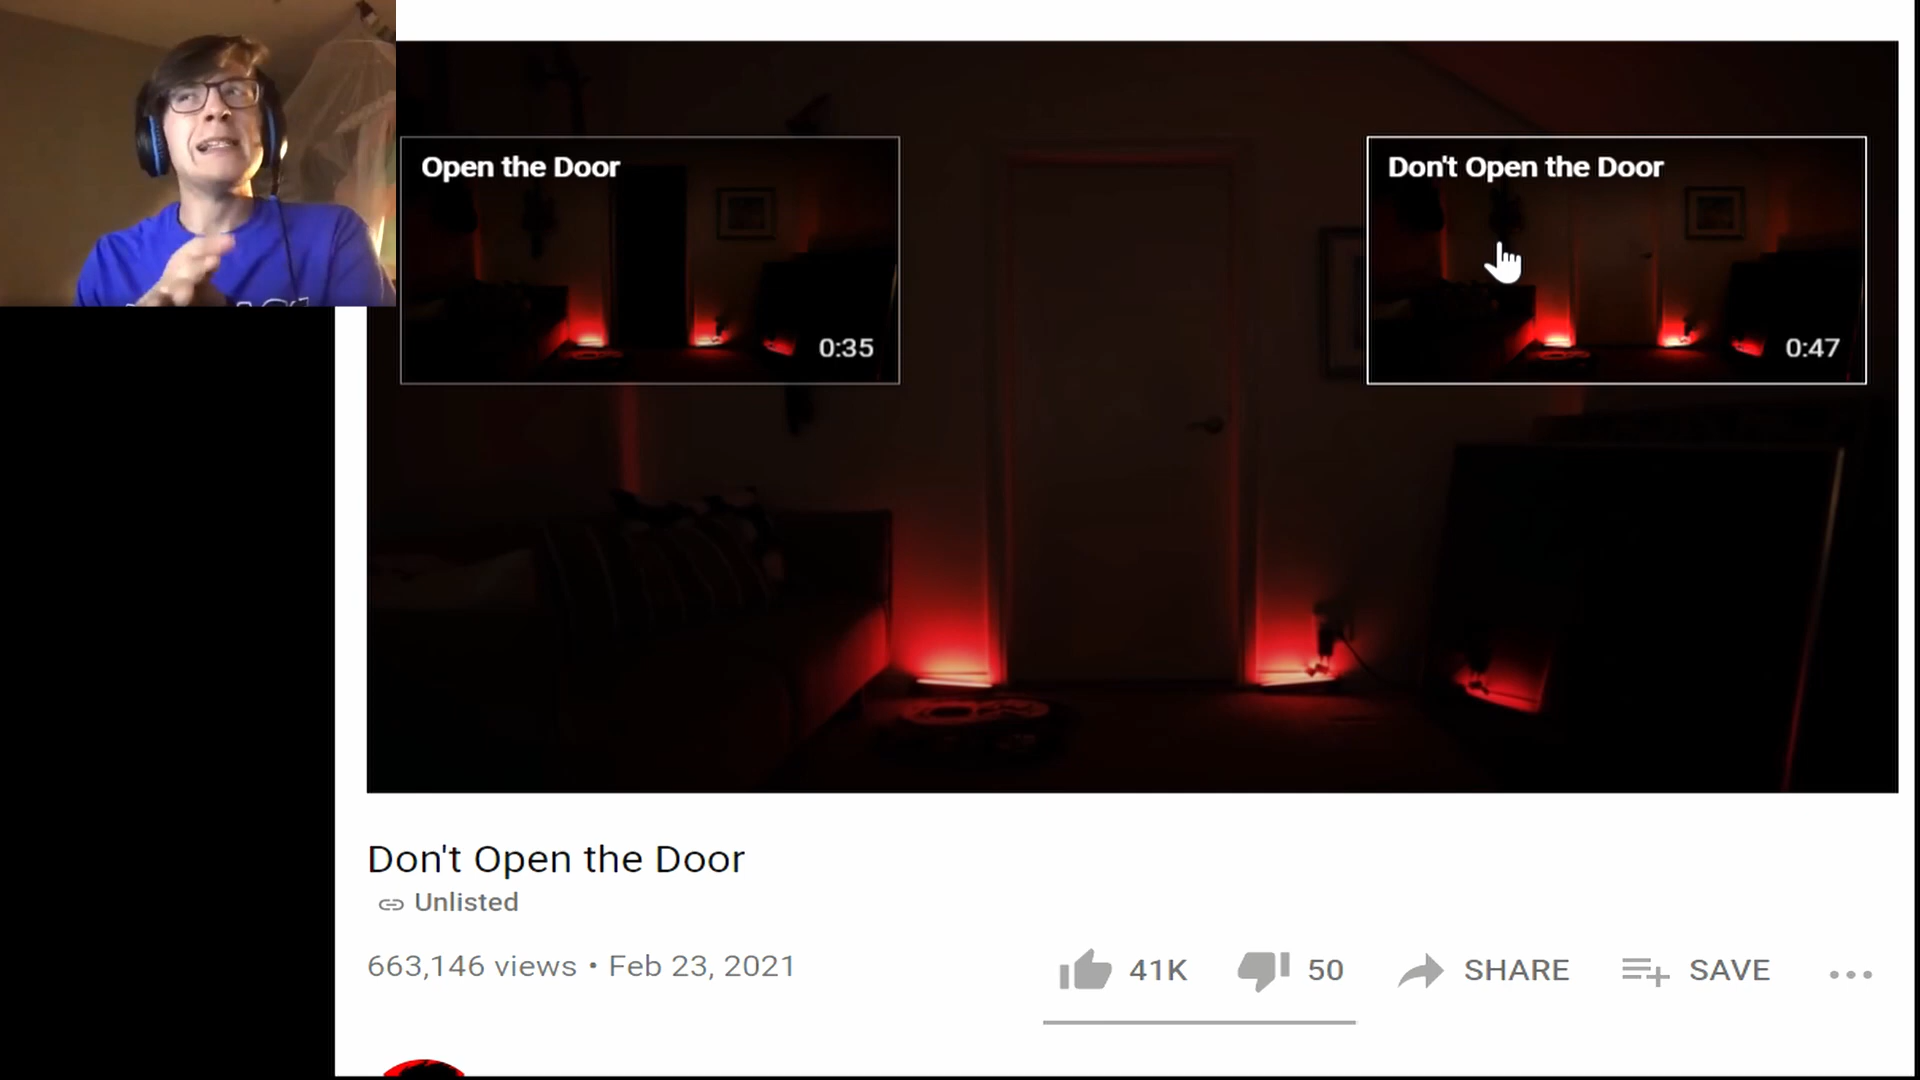 Open the Door
0:35
Don't Open the Door
0:47
Don't Open the Door
Unlisted
663,146 views • Feb 23, 2021
41K
50
SHARE
SAVE